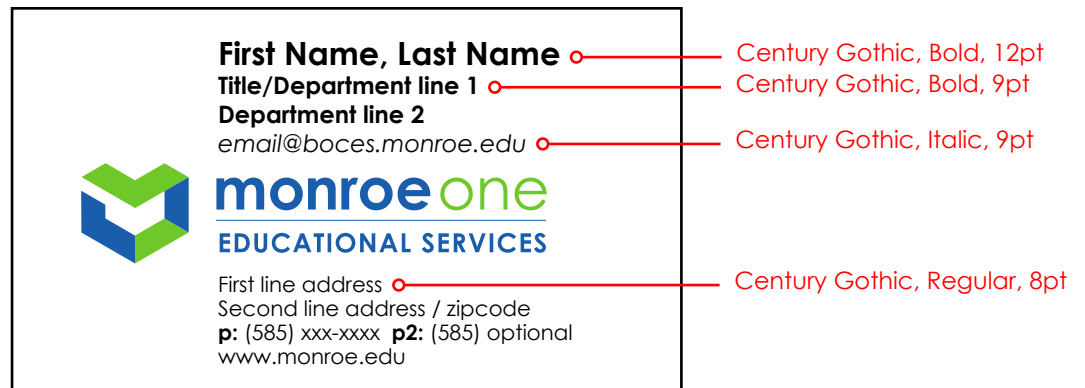 First Name, Last Name
Century Gothic, Bold, 12pt
Title/Department line 1
Century Gothic, Bold, 9pt
Department line 2
email@boces.monroe.edu
Century Gothic, Italic, 9pt
monroe one
EDUCATIONAL SERVICES
First line address
Century Gothic, Regular, 8pt
Second line address / zipcode
p: (585) xxx-xxxx p2: (585) optional
www.monroe.edu